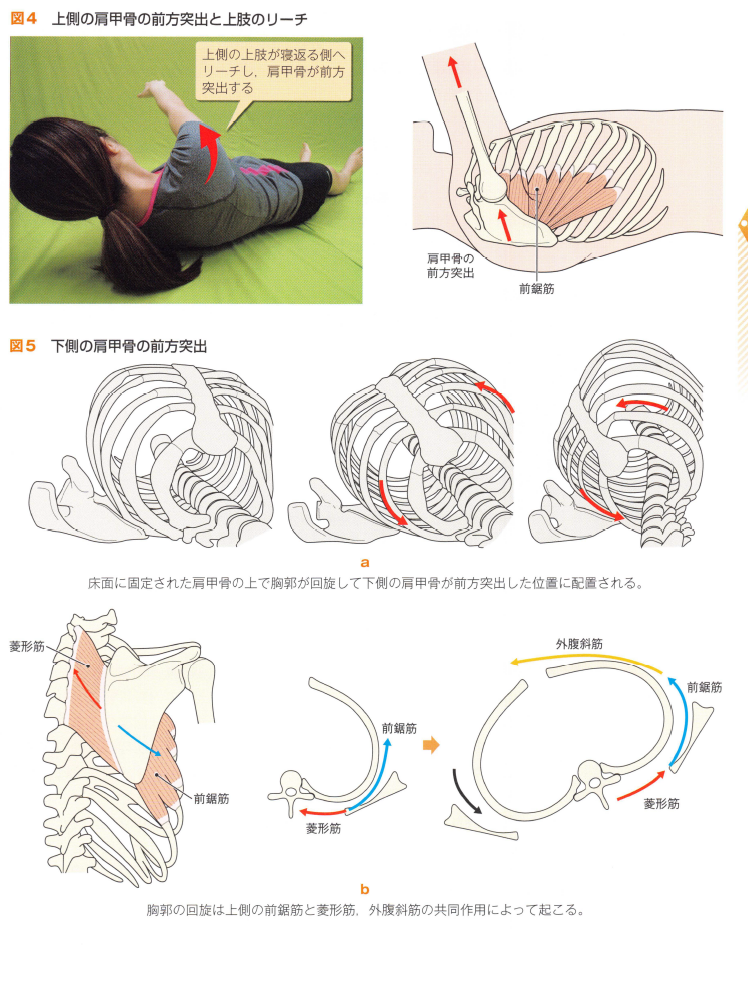 図4 上側の肩甲骨の前方突出と上肢のリーチ
上側の上肢が寝返る側へ
リーチし，肩甲骨が前方
突出する
肩甲骨の
前方突出
前鋸筋
図5 下側の肩甲骨の前方突出
a
床面に固定された肩甲骨の上で胸郭が回旋して下側の肩甲骨が前方突出した位置に配置される。
菱形筋
前鋸筋
前鋸筋
菱形筋
外腹斜筋
前鋸筋
菱形筋
b
胸郭の回旋は上側の前鋸筋と菱形筋，外腹斜筋の共同作用によって起こる。